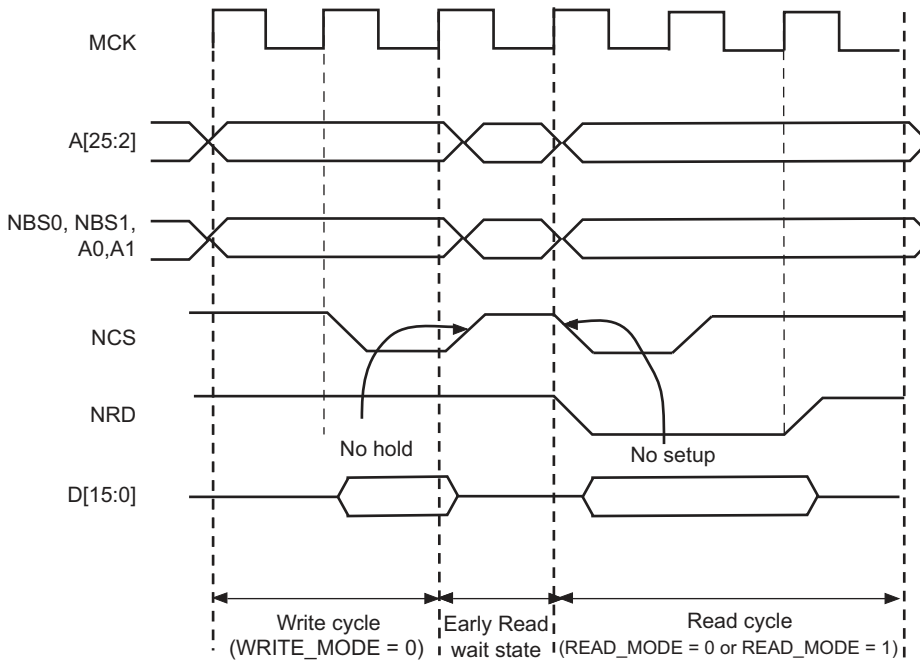 MCK
A[25:2]
NBS0, NBS1,
A0,A1
NCS
NRD
No hold
No setup
D[15:0]
Write cycle
(WRITE_MODE = 0)
Early Read
wait state
Read cycle
(READ_MODE = 0 or READ_MODE = 1)